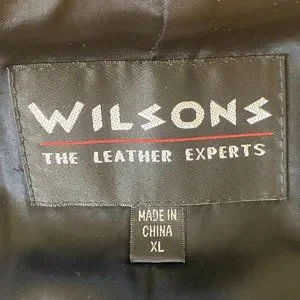 WILSONS
THE LEATHER EXPERTS
MADE IN
CHINA
XL